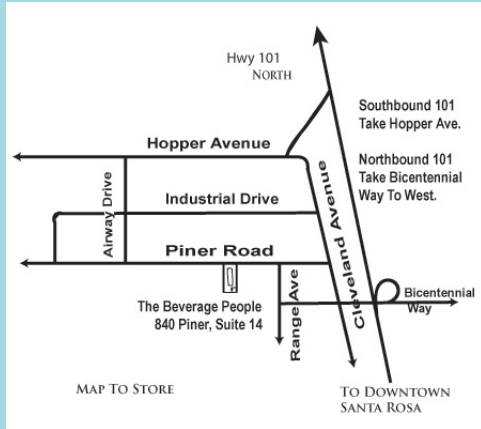 Hwy 101
NORTH
Southbound 101
Take Hopper Ave.
Hopper Avenue
Northbound 101
Take Bicentennial
Way To West.
Airway Drive
Industrial Drive
Piner Road
Cleveland Avenue
Range Ave
Bicentennial
Way
The Beverage People
840 Piner, Suite 14
MAP TO STORE
TO DOWNTOWN
SANTA ROSA